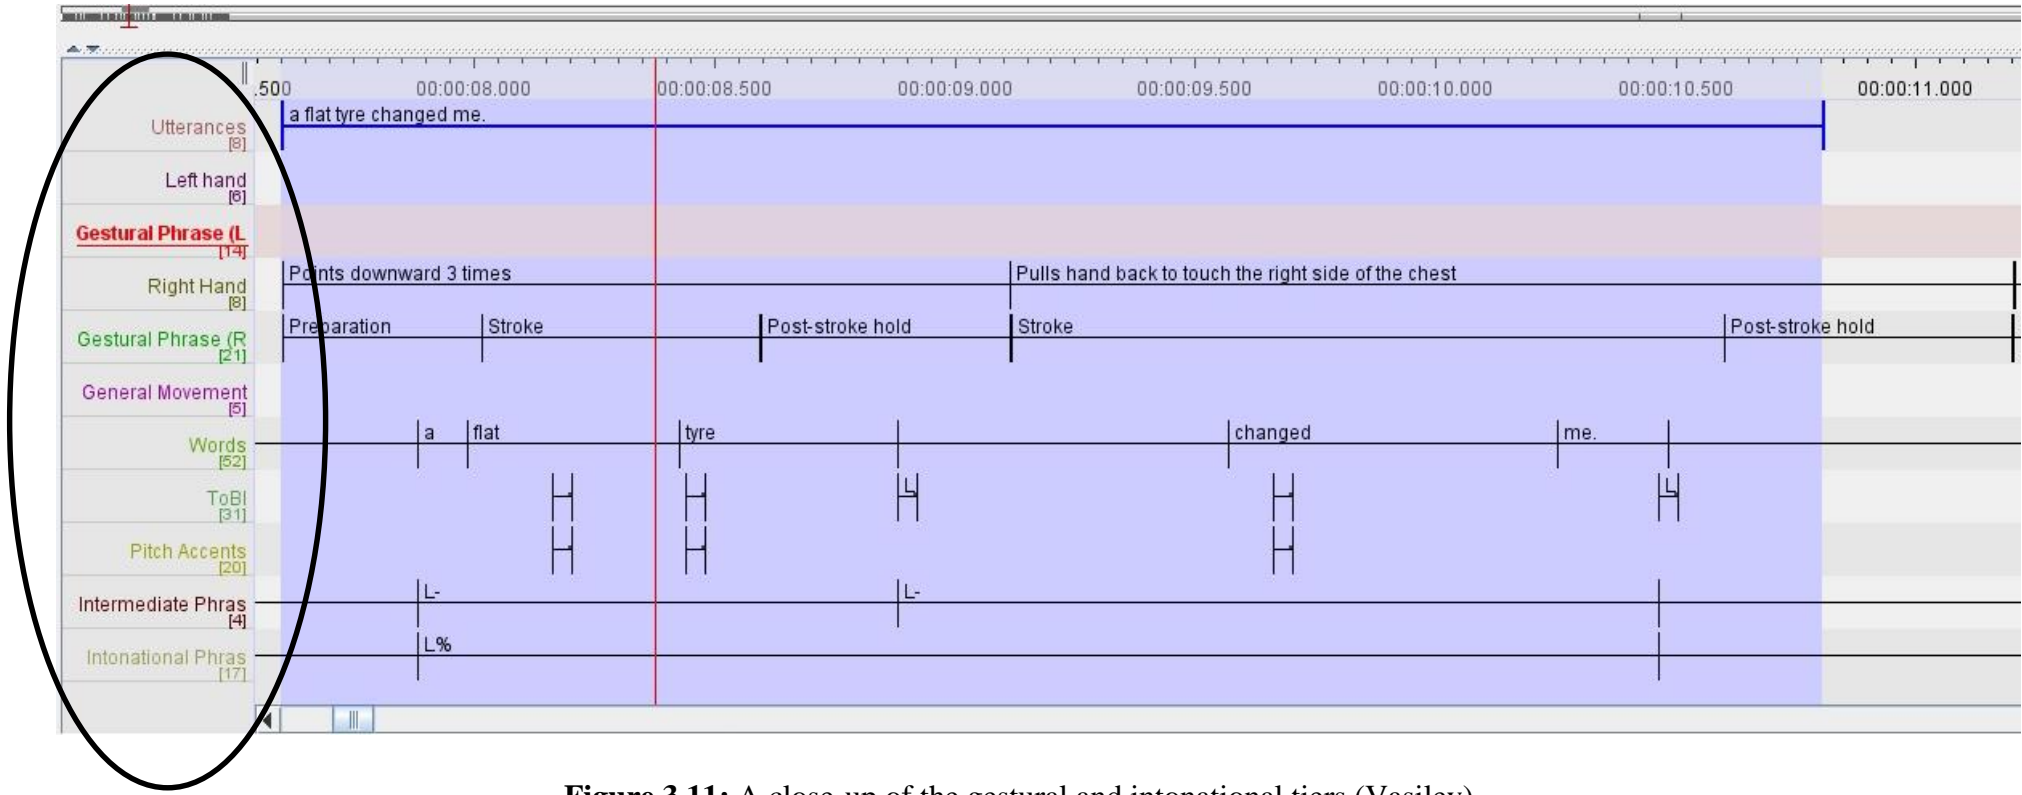 .500 00:00:08.000 00:00:08.500 00:00:09.000 00:00:09.500 00:00:10.000 00:00:10.500 00:00:11.000
Utterances a flat tyre changed me.
[8]
Left hand
[6]
Gestural Phrase (L
[14]
Right Hand Points downward 3 times Pulls hand back to touch the right side of the chest
[8]
Gestural Phrase (R Preparation Stroke Post-stroke hold Stroke Post-stroke hold
[21]
General Movement
[5]
Words a flat tyre changed me.
[52]
ToBI
[31]
Pitch Accents
[20]
Intermediate Phras L- L-
[4]
Intonational Phras L%
[17]
Figure 3.11: A close-up of the gestural and intonational tiers (Vasiley)